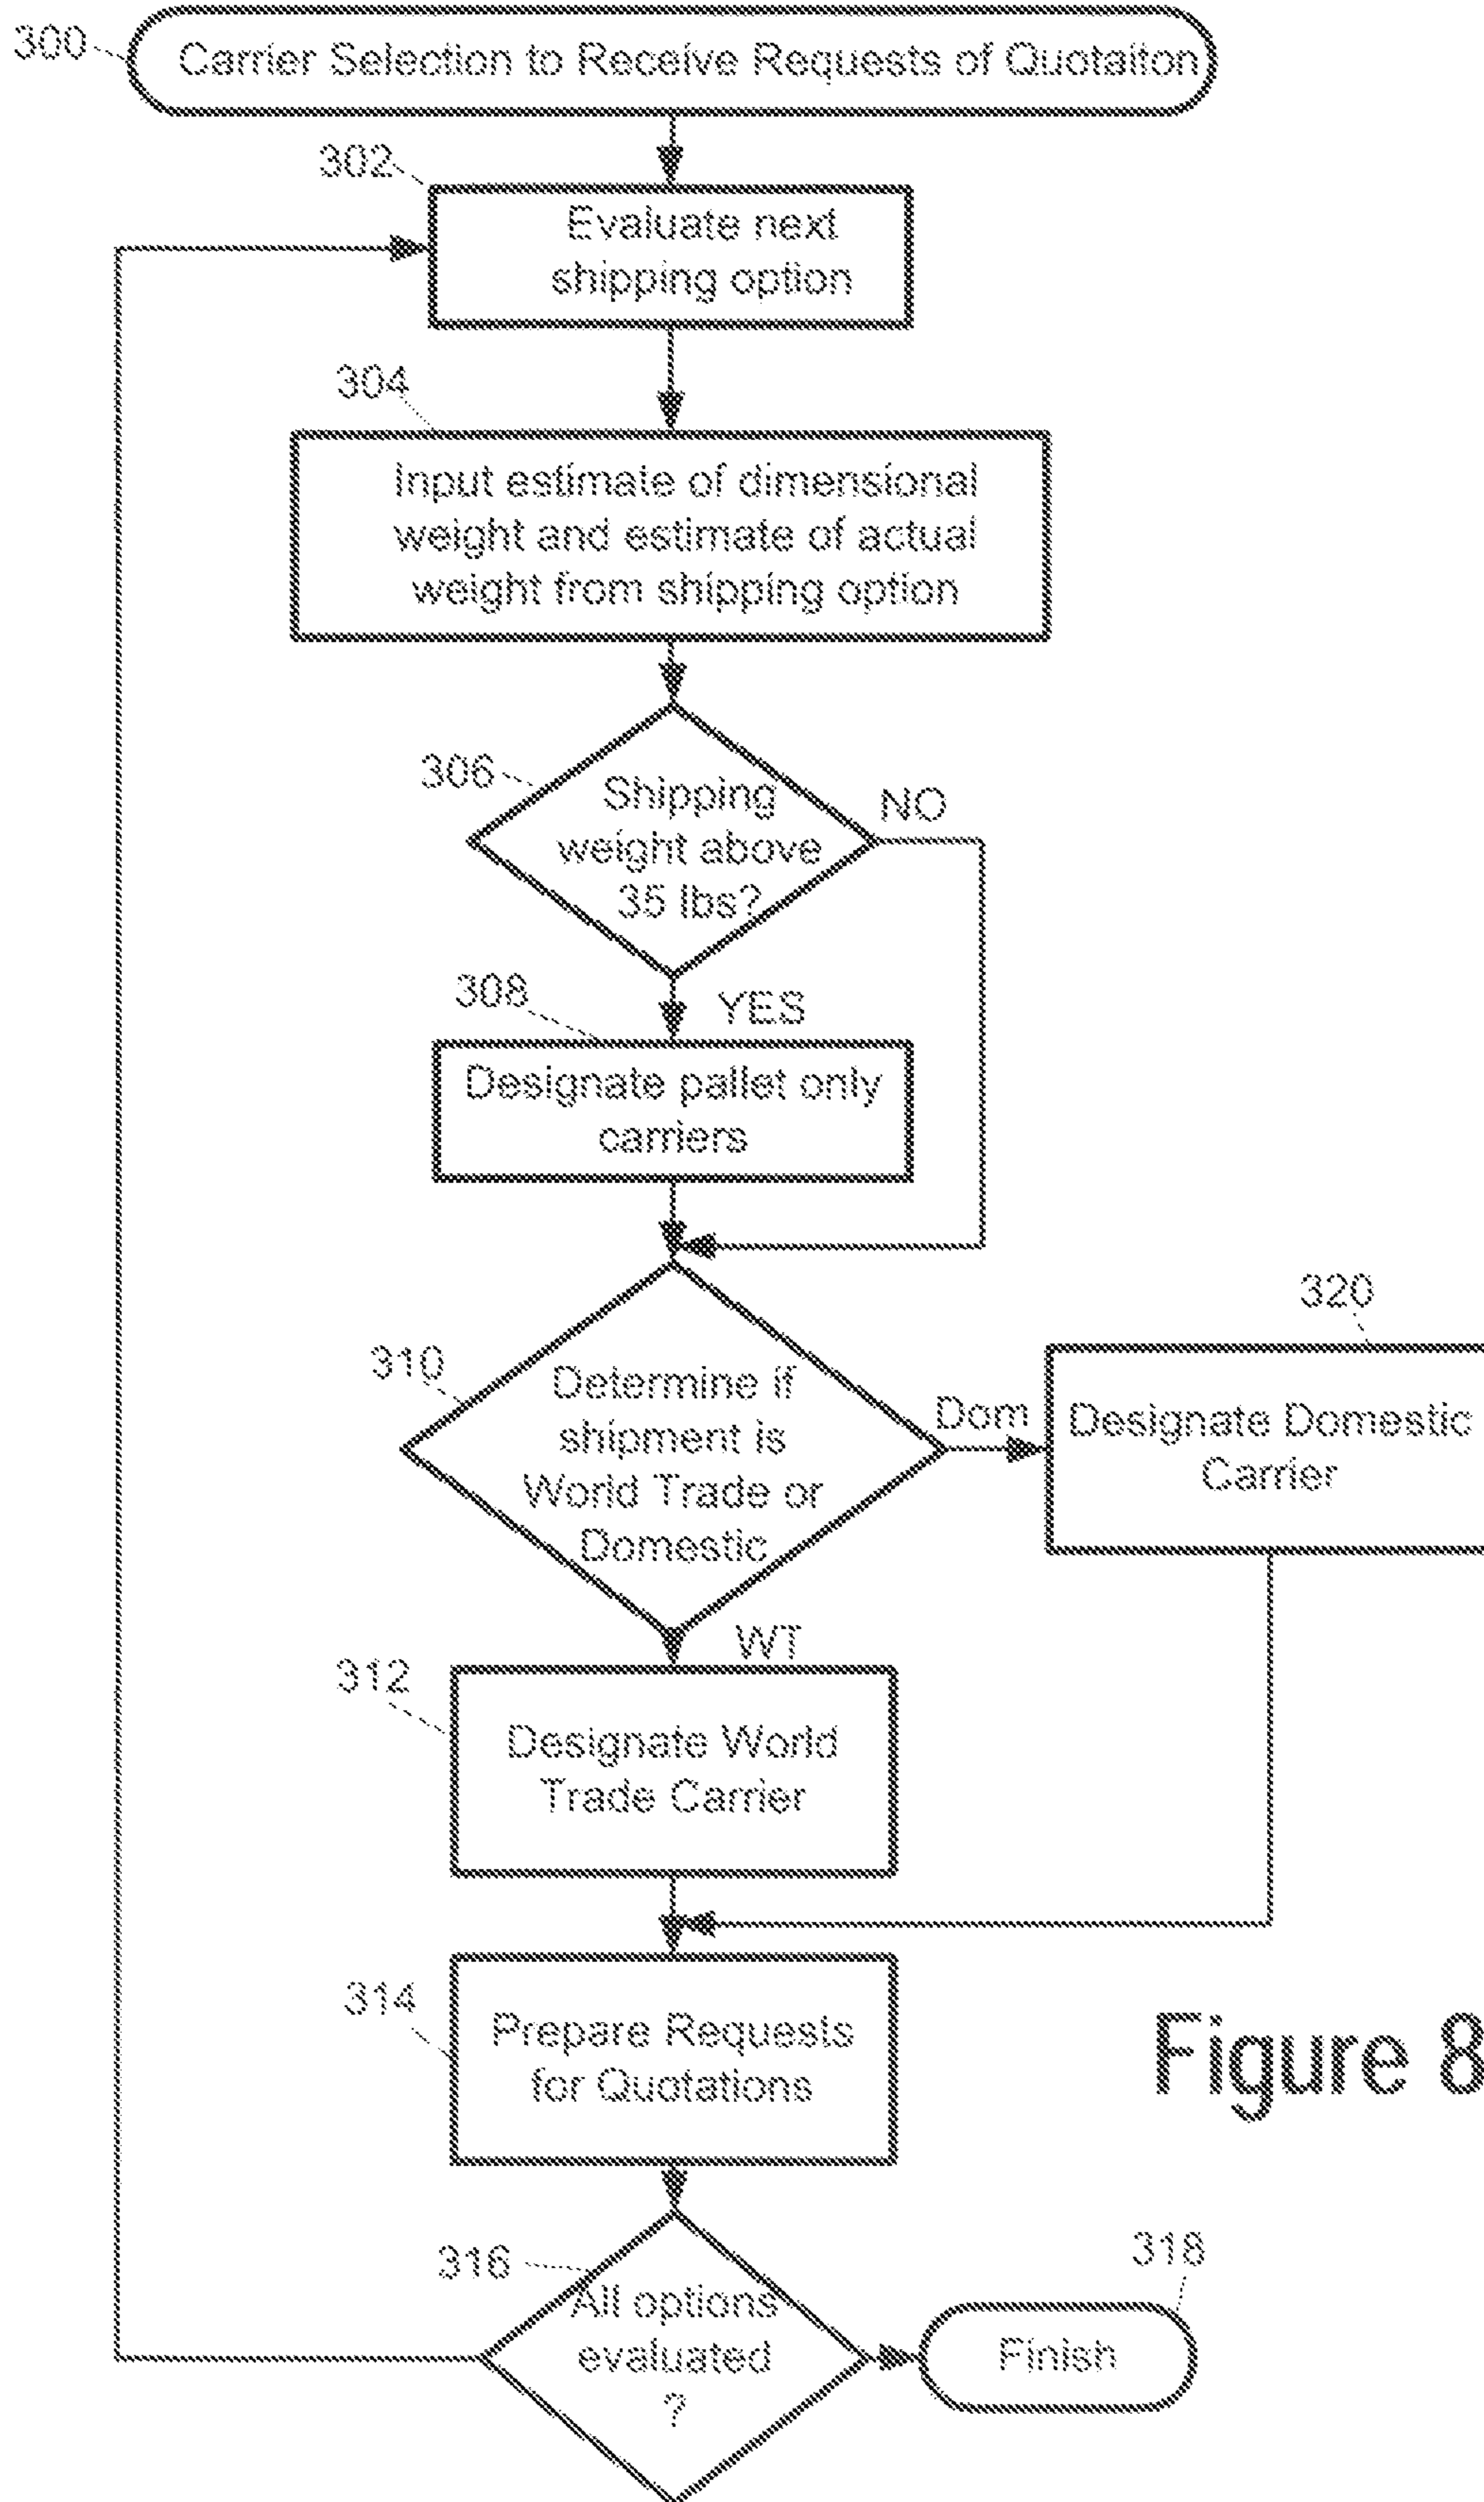 300
Carrier Selection to Receive Requests of Quotaiton
302
Evaluate next
shipping option
304
Input estimate of dimensional
weight and estimate of actual
weight from shipping option
306
Shipping
weight above
35 lbs?
NO
308
YES
Designate pallet only
carriers
310
Determine if
shipment is
World Trade or
Domestic
Dom
320
Designate Domestic
Carrier
WT
312
Designate World
Trade Carrier
314
Prepare Requests
for Quotations
Figure 8
316
All options
evaluated
?
318
Finish